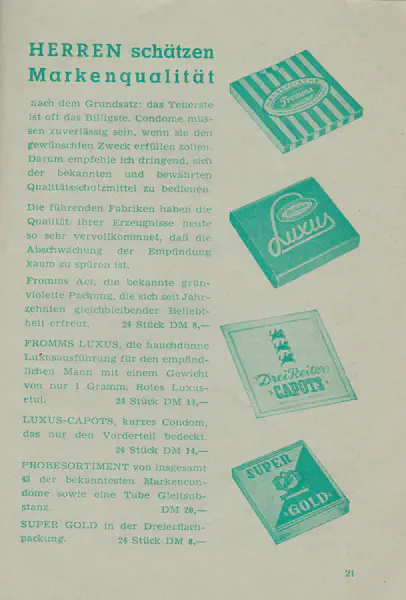 HERREN schätzen
Markenqualität
nach dem Grundsatz: das Teuerste
ist oft das Billigste. Condome müs-
sen zuverlässig sein, wenn sie den
gewünschten Zweck erfüllen sollen.
Darum empfehle ich dringend, sich
der bekannten und bewährten
Qualitätsschutzmittel zu bedienen.
Die führenden Fabriken haben die
Qualität ihrer Erzeugnisse heute
so sehr vervollkommnet, daß die
Abschwächung der Empfindung
kaum zu spüren ist.
Fromms Act, die bekannte grün-
violette Packung, die sich seit Jahr-
zehnten gleichbleibender Beliebt-
heit erfreut. 24 Stück DM 8,—
FROMMS LUXUS, die hauchdünne
Luxusausführung für den empfind-
lichen Mann mit einem Gewicht
von nur 1 Gramm. Rotes Luxus-
etui. 24 Stück DM 14,—
LUXUS-CAPOTS, kurzes Condom,
das nur den Vorderteil bedeckt.
24 Stück DM 14,—
PROBESORTIMENT von insgesamt
45 der bekanntesten Markencon-
dome sowie eine Tube Gleitsub-
stanz. DM 20,—
SUPER GOLD in der Dreierflach-
packung. 24 Stück DM 8,—
Fromms
Luxus
Drei Reiter
CAPOTS
SUPER
GOLD
21